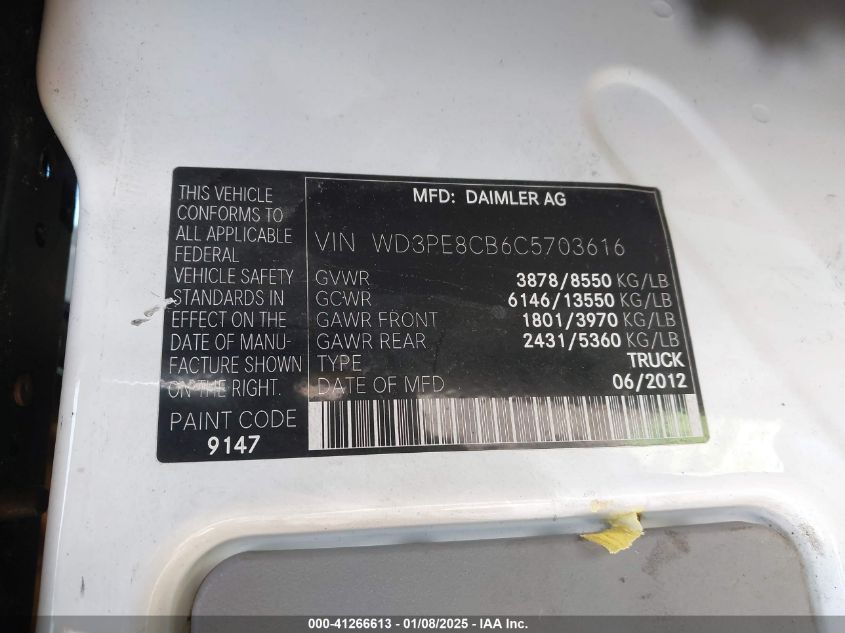 THIS VEHICLE
CONFORMS TO
ALL APPLICABLE
FEDERAL
VEHICLE SAFETY
STANDARDS IN
EFFECT ON THE
DATE OF MANU-
FACTURE SHOWN
ON THE RIGHT.
PAINT CODE
9147
MFD: DAIMLER AG
VIN WD3PE8CB6C5703616
GVWR 3878/8550 KG/LB
GCWR 6146/13550 KG/LB
GAWR FRONT 1801/3970 KG/LB
GAWR REAR 2431/5360 KG/LB
TYPE TRUCK
DATE OF MFD 06/2012
000-41266613 - 01/08/2025 - IAA Inc.